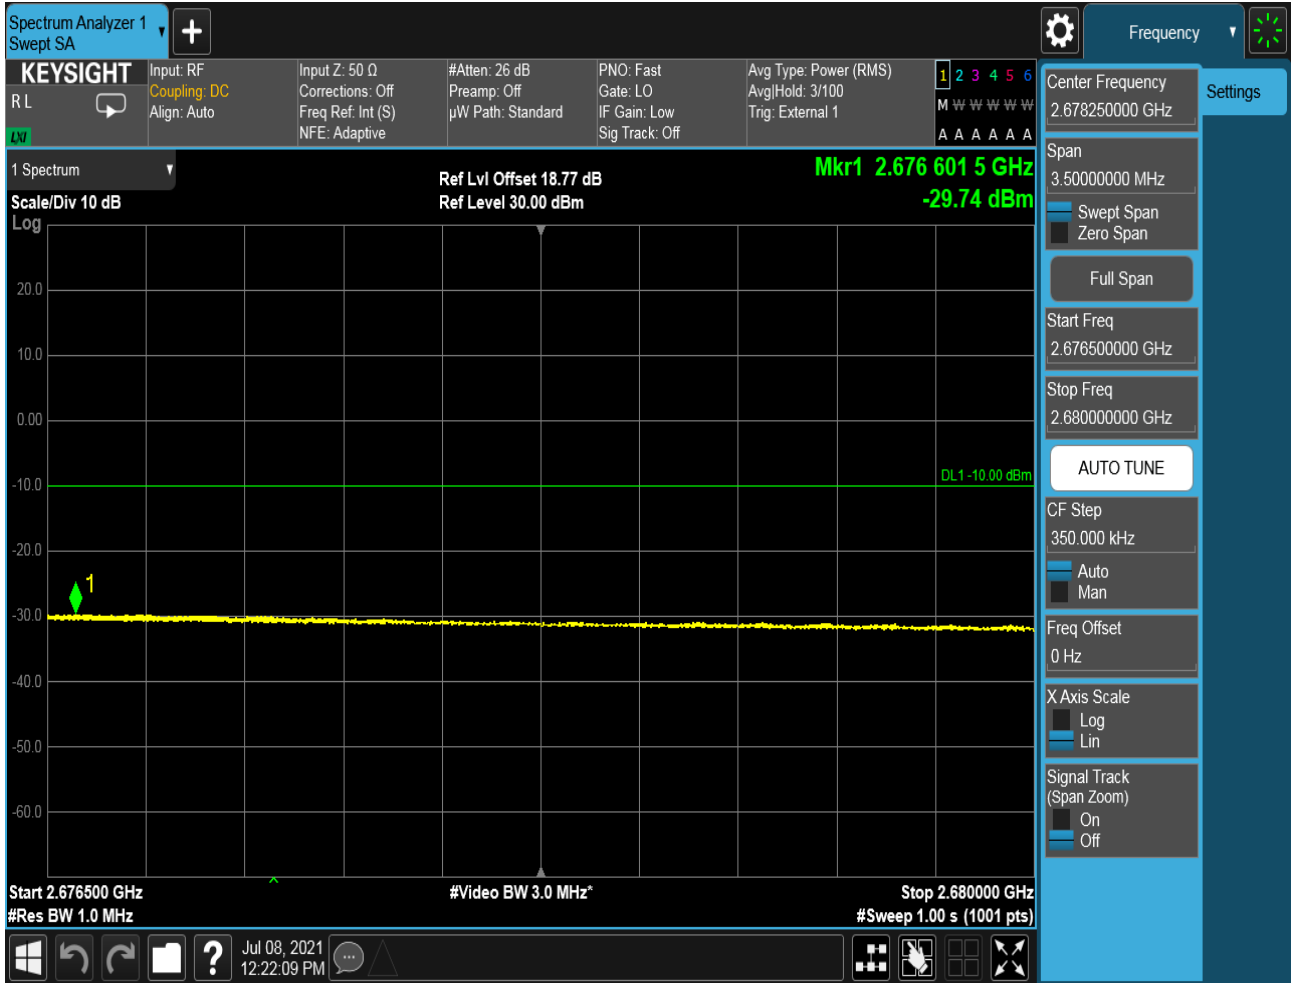 Spectrum Analyzer 1
Swept SA
Frequency
KEYSIGHT
R L
LXI
Input: RF
Coupling: DC
Align: Auto
Input Z: 50 Ω
Corrections: Off
Freq Ref: Int (S)
NFE: Adaptive
#Atten: 26 dB
Preamp: Off
µW Path: Standard
PNO: Fast
Gate: LO
IF Gain: Low
Sig Track: Off
Avg Type: Power (RMS)
Avg|Hold: 3/100
Trig: External 1
1 2 3 4 5 6
M W W W W W
A A A A A A
1 Spectrum
Scale/Div 10 dB
Log
Ref Lvl Offset 18.77 dB
Ref Level 30.00 dBm
Mkr1 2.676 601 5 GHz
-29.74 dBm
20.0
10.0
0.00
-10.0
DL1 -10.00 dBm
-20.0
1
-30.0
-40.0
-50.0
-60.0
Start 2.676500 GHz
#Video BW 3.0 MHz*
Stop 2.680000 GHz
#Res BW 1.0 MHz
#Sweep 1.00 s (1001 pts)
?
Jul 08, 2021
12:22:09 PM
Center Frequency
2.678250000 GHz
Settings
Span
3.50000000 MHz
Swept Span
Zero Span
Full Span
Start Freq
2.676500000 GHz
Stop Freq
2.680000000 GHz
AUTO TUNE
CF Step
350.000 kHz
Auto
Man
Freq Offset
0 Hz
X Axis Scale
Log
Lin
Signal Track
(Span Zoom)
On
Off